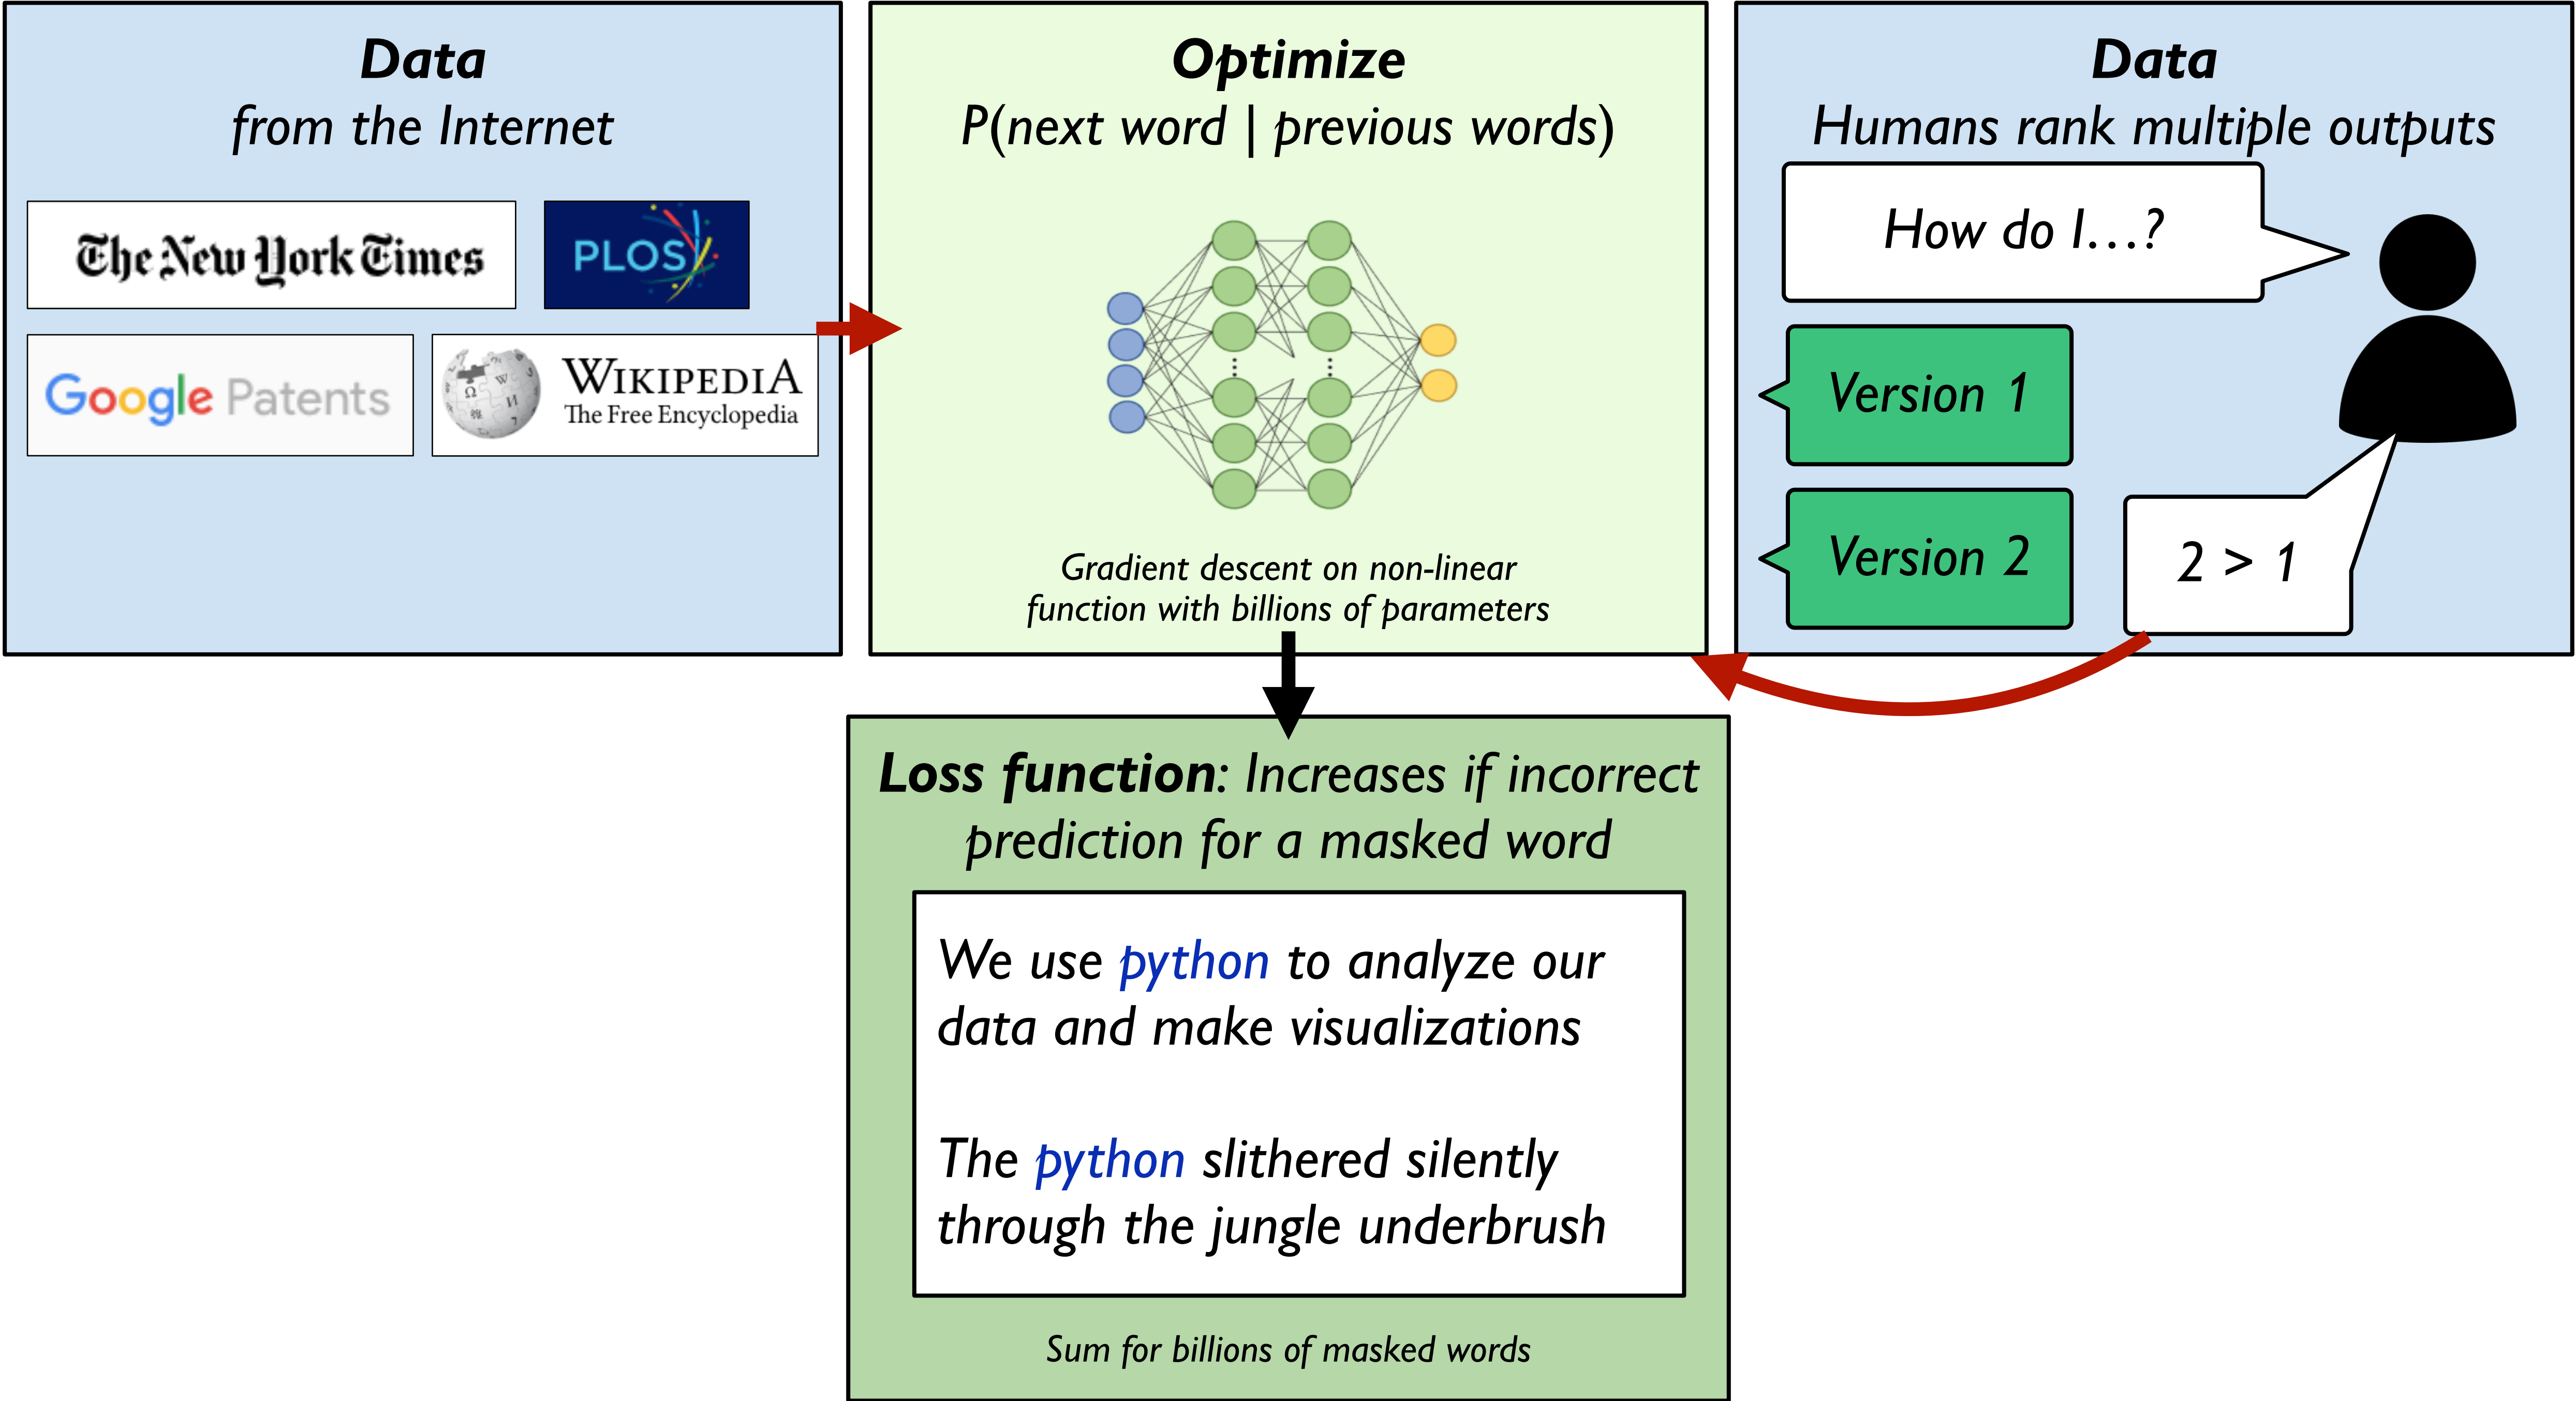 Data
from the Internet
The New York Times
PLOS
Google Patents
WIKIPEDIA
The Free Encyclopedia
Optimize
P(next word | previous words)
Gradient descent on non-linear
function with billions of parameters
Data
Humans rank multiple outputs
How do I...?
Version 1
Version 2
2 > 1
Loss function: Increases if incorrect
prediction for a masked word
We use python to analyze our
data and make visualizations
The python slithered silently
through the jungle underbrush
Sum for billions of masked words